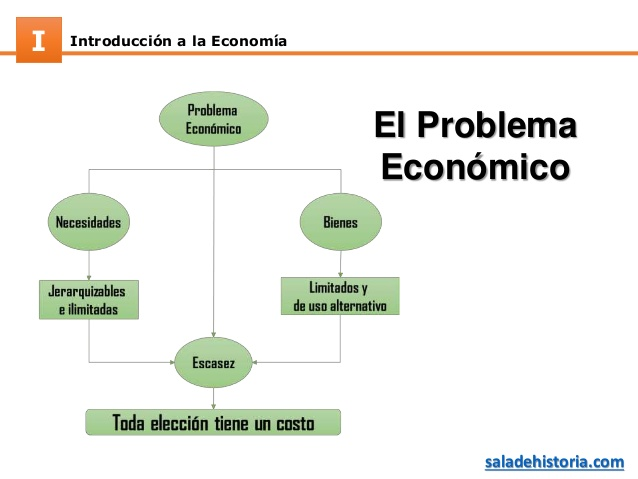 I
Introducción a la Economía
Problema
Económico
El Problema
Económico
Necesidades
Bienes
Jerarquizables
e ilimitadas
Limitados y
de uso alternativo
Escasez
Toda elección tiene un costo
saladehistoria.com